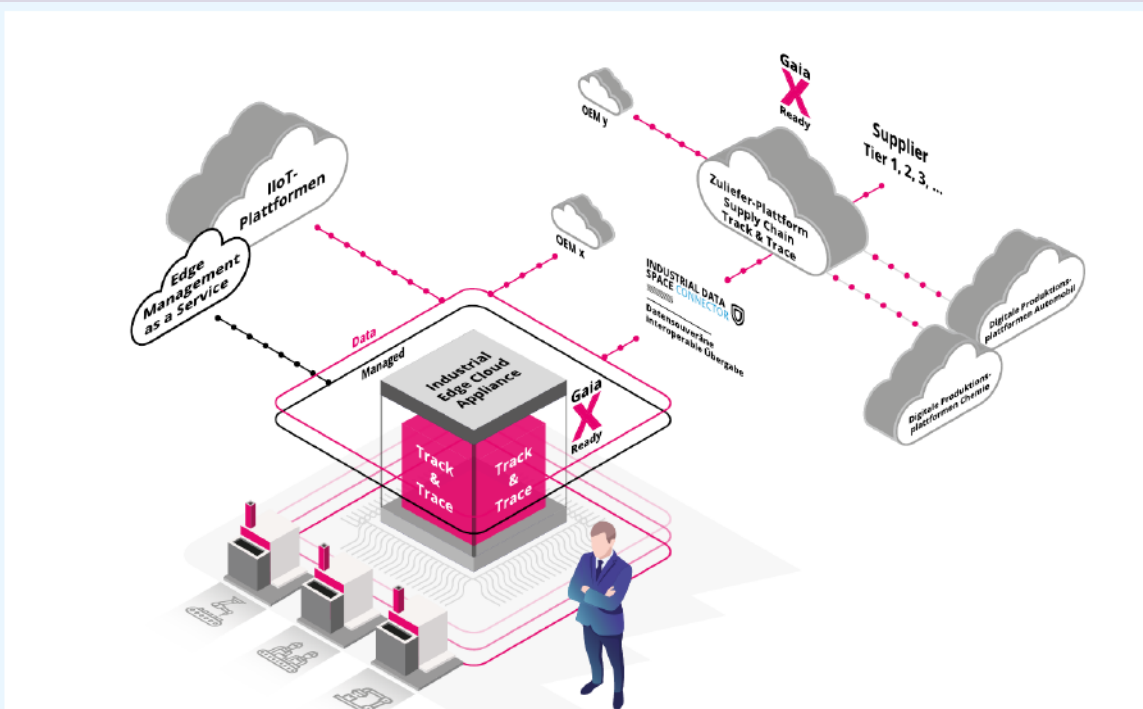 Gaia
X
Ready
OEM y
Supplier
Tier 1, 2, 3, ...
IIoT-
Plattformen
Zuliefer-Plattform
Supply Chain
Track & Trace
Edge
Management
as a Service
OEM x
INDUSTRIAL DATA
SPACE CONNECTOR
Datensouveräne
interoperable Übergabe
Digitale Produktions-
plattformen Automobil
Digitale Produktions-
plattformen Chemie
Data
Managed
Industrial
Edge Cloud
Appliance
Gaia
X
Ready
Track
&
Trace
Track
&
Trace